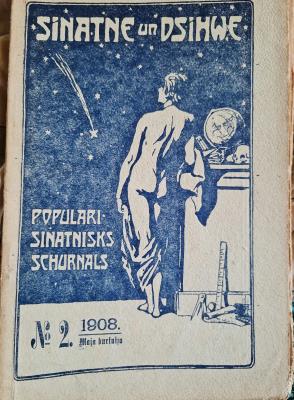 SINATNE un DSIHWE
POPULARI-
SINATNISKS
SCHURNALS
№ 2. 1908.
Maja burtniza